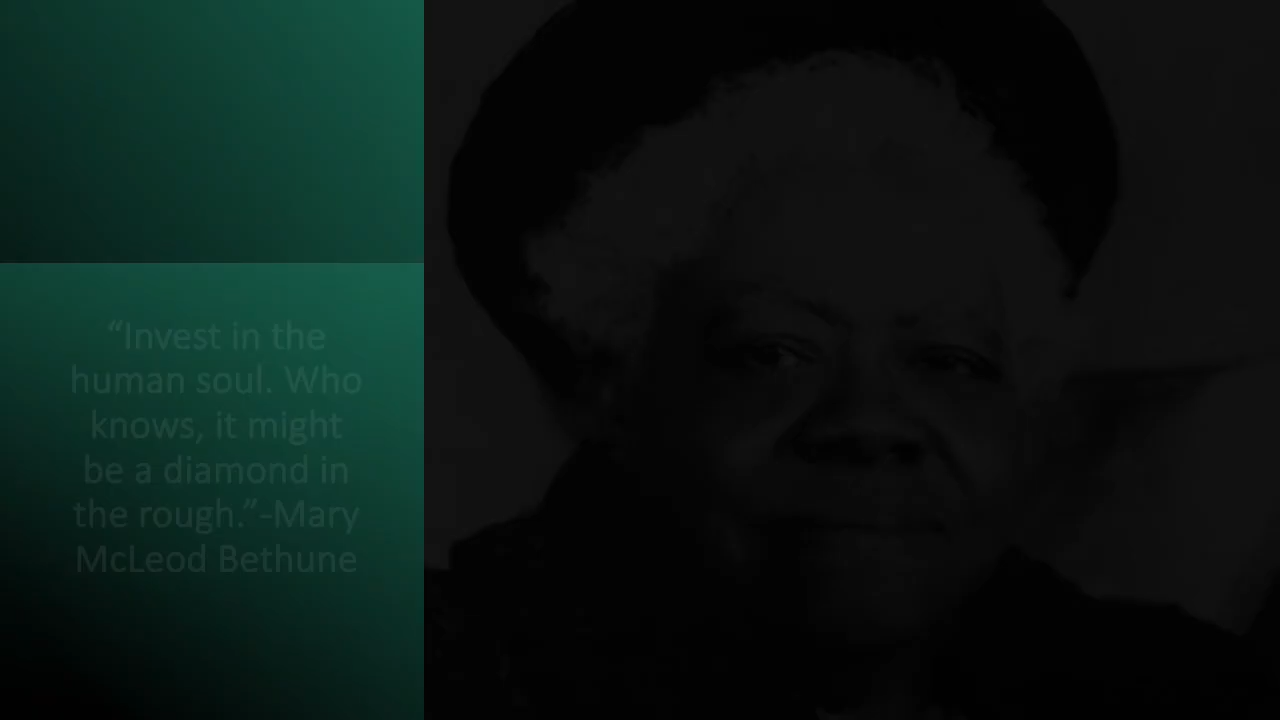 “Invest in the
human soul. Who
knows, it might
be a diamond in
the rough.”-Mary
McLeod Bethune